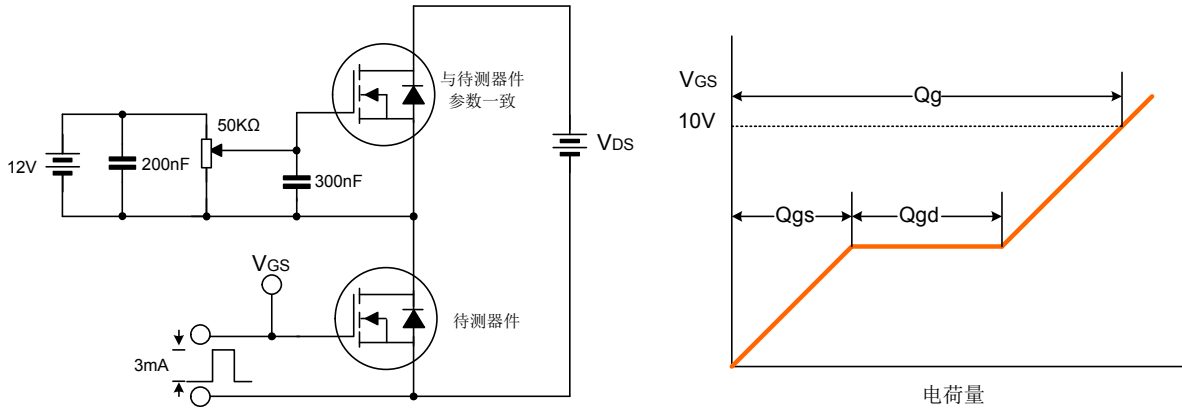 与待测器件
参数一致
50KΩ
12V
200nF
300nF
VDS
VGS
待测器件
3mA
VGS
10V
Qg
Qgs
Qgd
电荷量